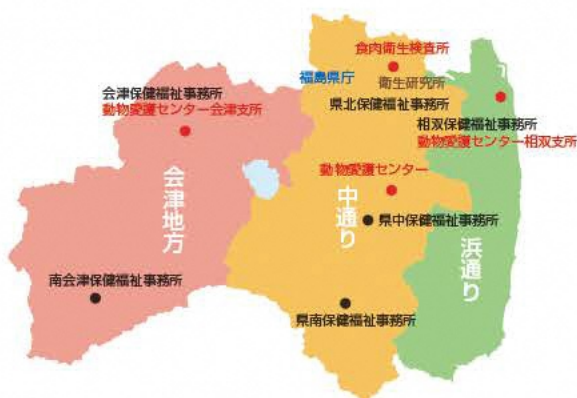 食肉衛生検査所
福島県庁
衛生研究所
県北保健福祉事務所
会津保健福祉事務所
動物愛護センター会津支所
相双保健福祉事務所
動物愛護センター相双支所
動物愛護センター
会津地方
中通り
浜通り
県中保健福祉事務所
南会津保健福祉事務所
県南保健福祉事務所